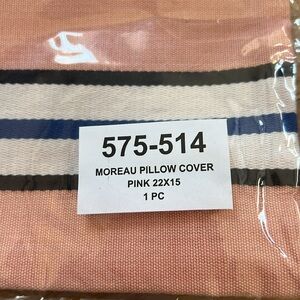 575-514
MOREAU PILLOW COVER
PINK 22X15
1 PC